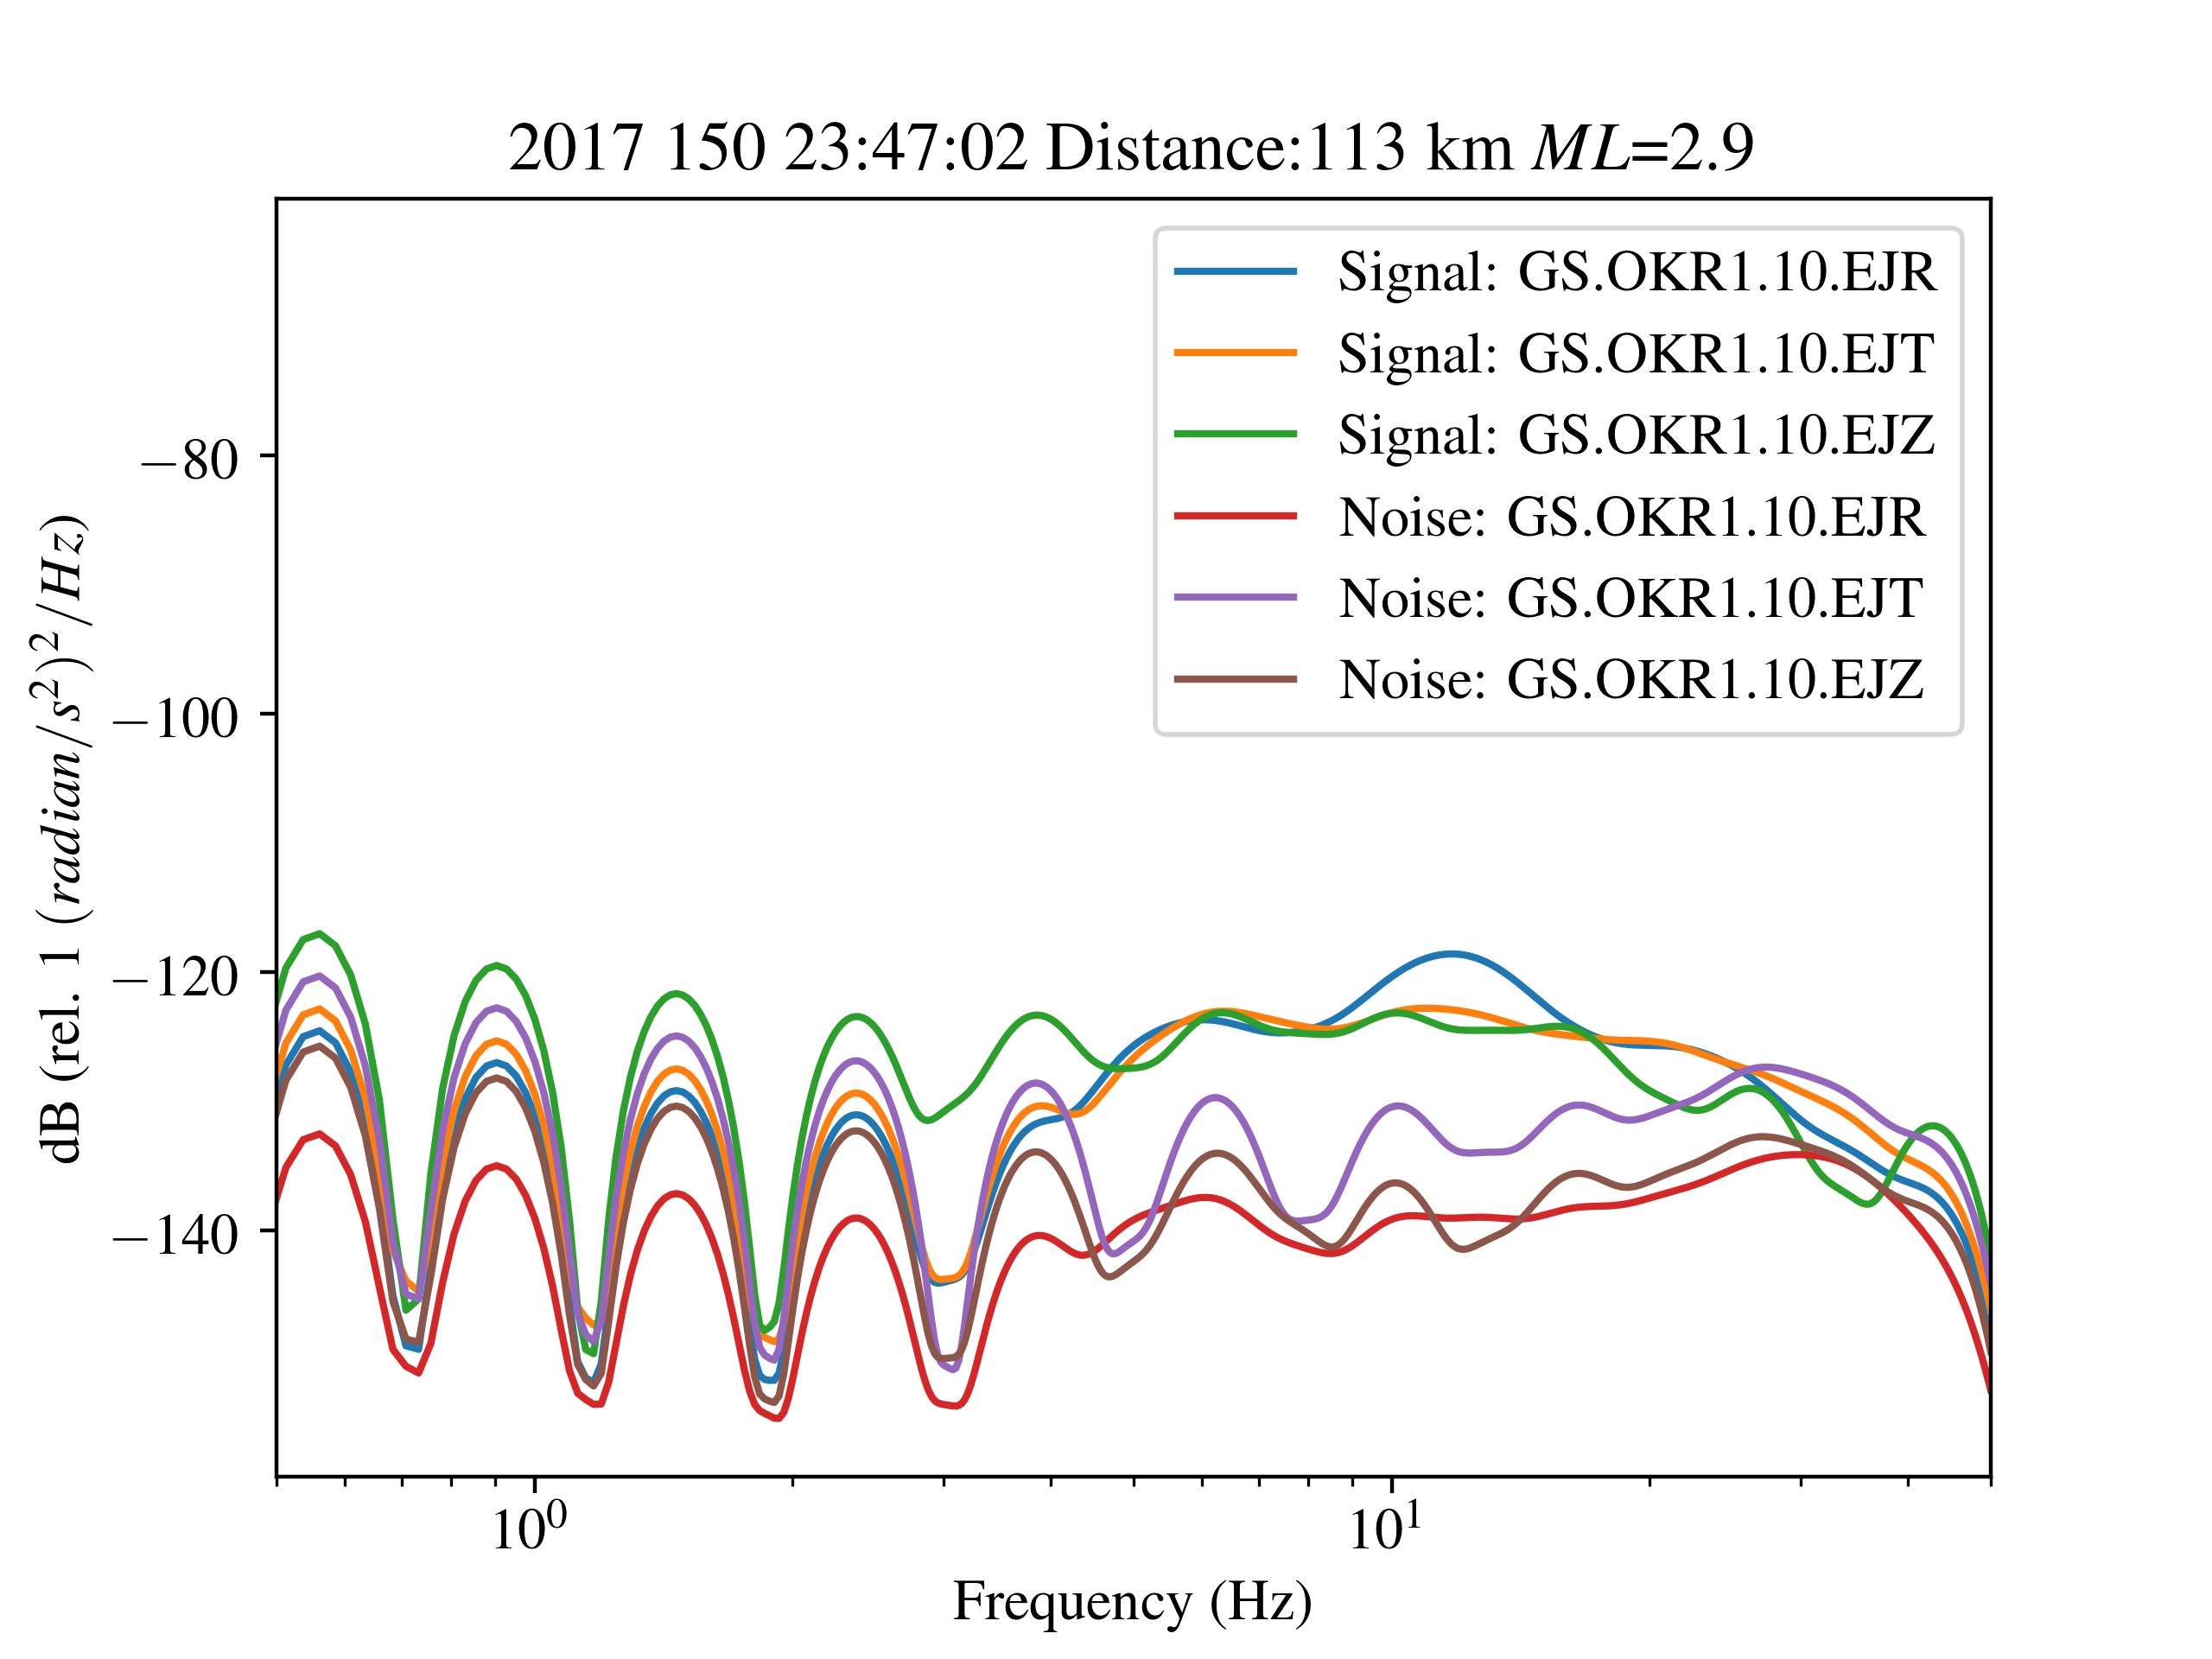 2017 150 23:47:02 Distance:113 km ML=2.9
Signal: GS.OKR1.10.EJR
Signal: GS.OKR1.10.EJT
Signal: GS.OKR1.10.EJZ
Noise: GS.OKR1.10.EJR
Noise: GS.OKR1.10.EJT
Noise: GS.OKR1.10.EJZ
−80
−100
−120
−140
dB (rel. 1 (radian/s²)²/Hz)
10⁰
10¹
Frequency (Hz)